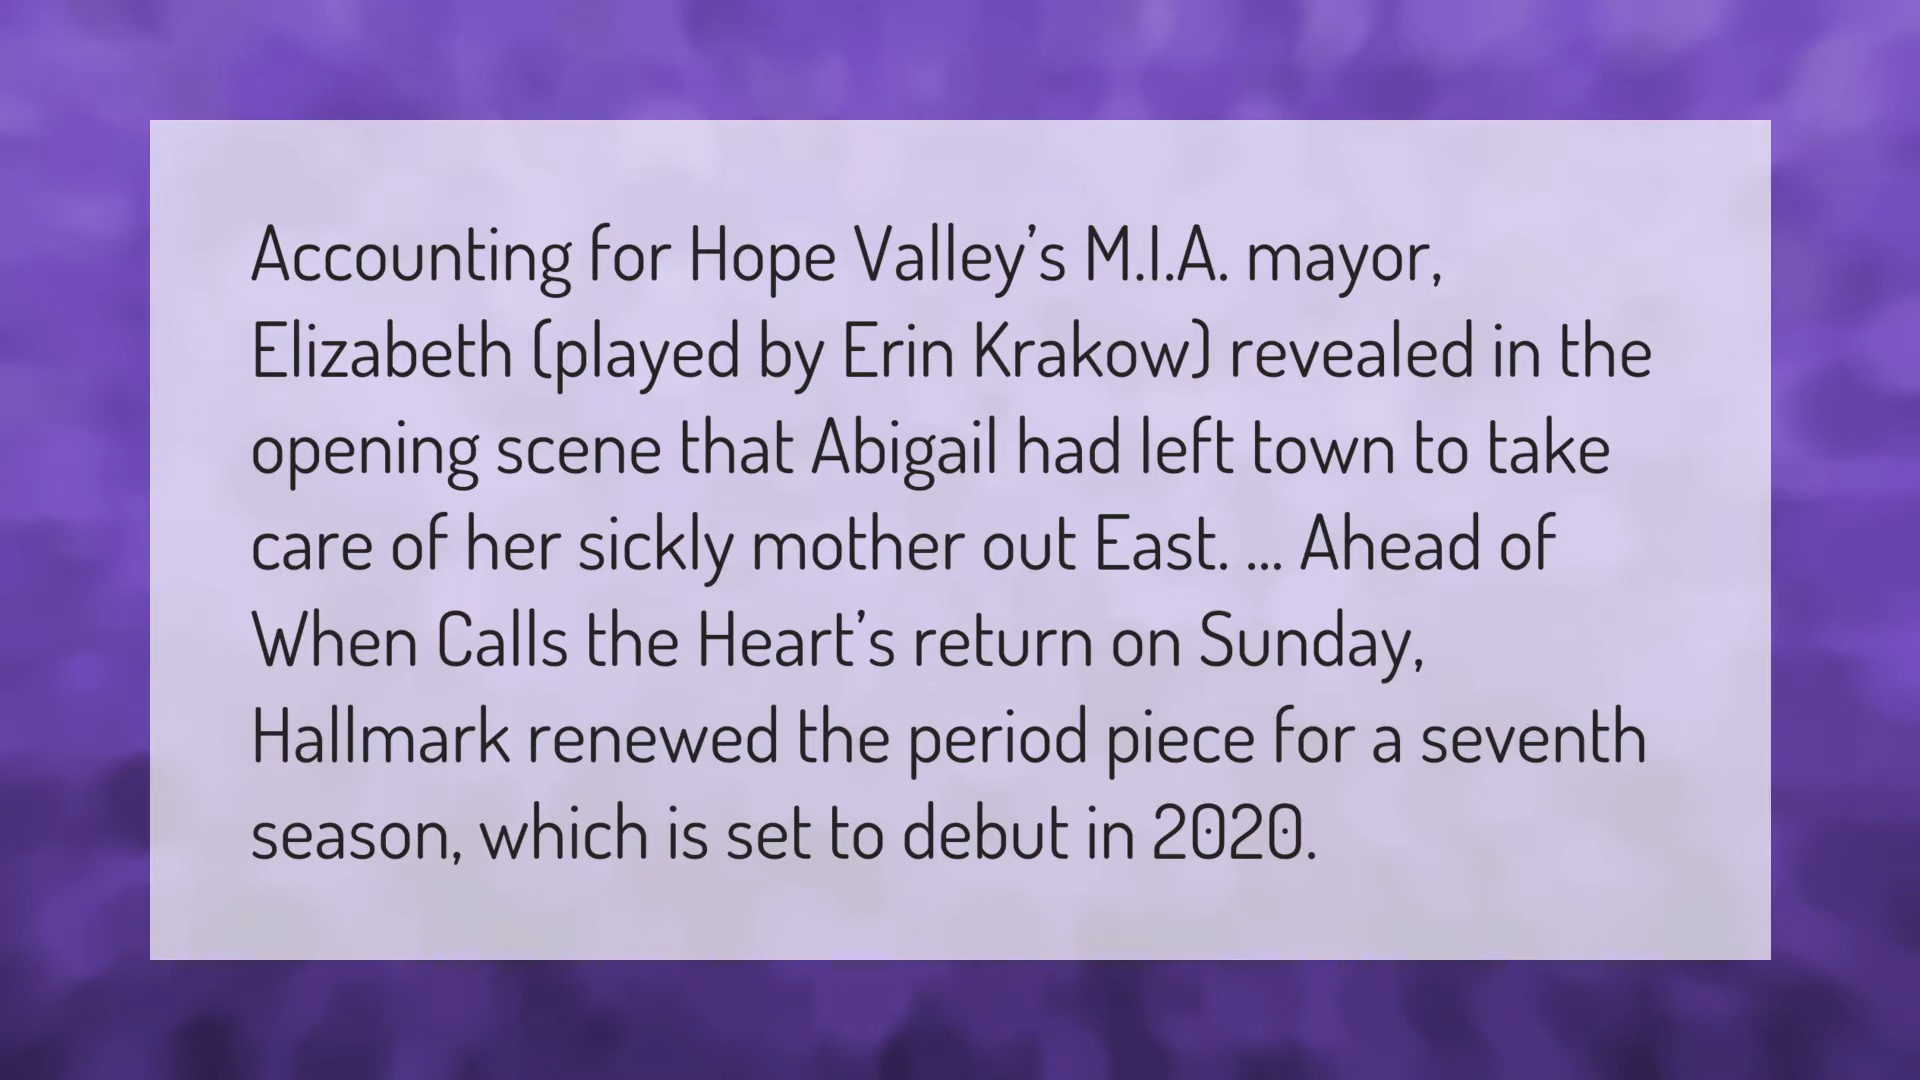 Accounting for Hope Valley’s M.I.A. mayor,
Elizabeth (played by Erin Krakow) revealed in the
opening scene that Abigail had left town to take
care of her sickly mother out East. ... Ahead of
When Calls the Heart’s return on Sunday,
Hallmark renewed the period piece for a seventh
season, which is set to debut in 2020.